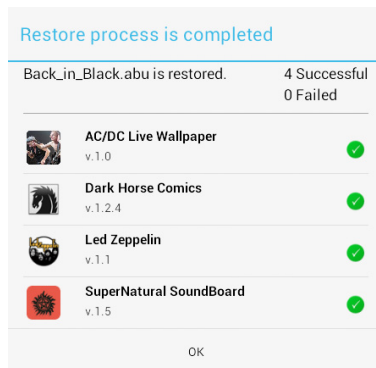 Restore process is completed
Back_in_Black.abu is restored.
4 Successful
0 Failed
AC/DC Live Wallpaper
v.1.0
Dark Horse Comics
v.1.2.4
Led Zeppelin
v.1.1
SuperNatural SoundBoard
v.1.5
OK